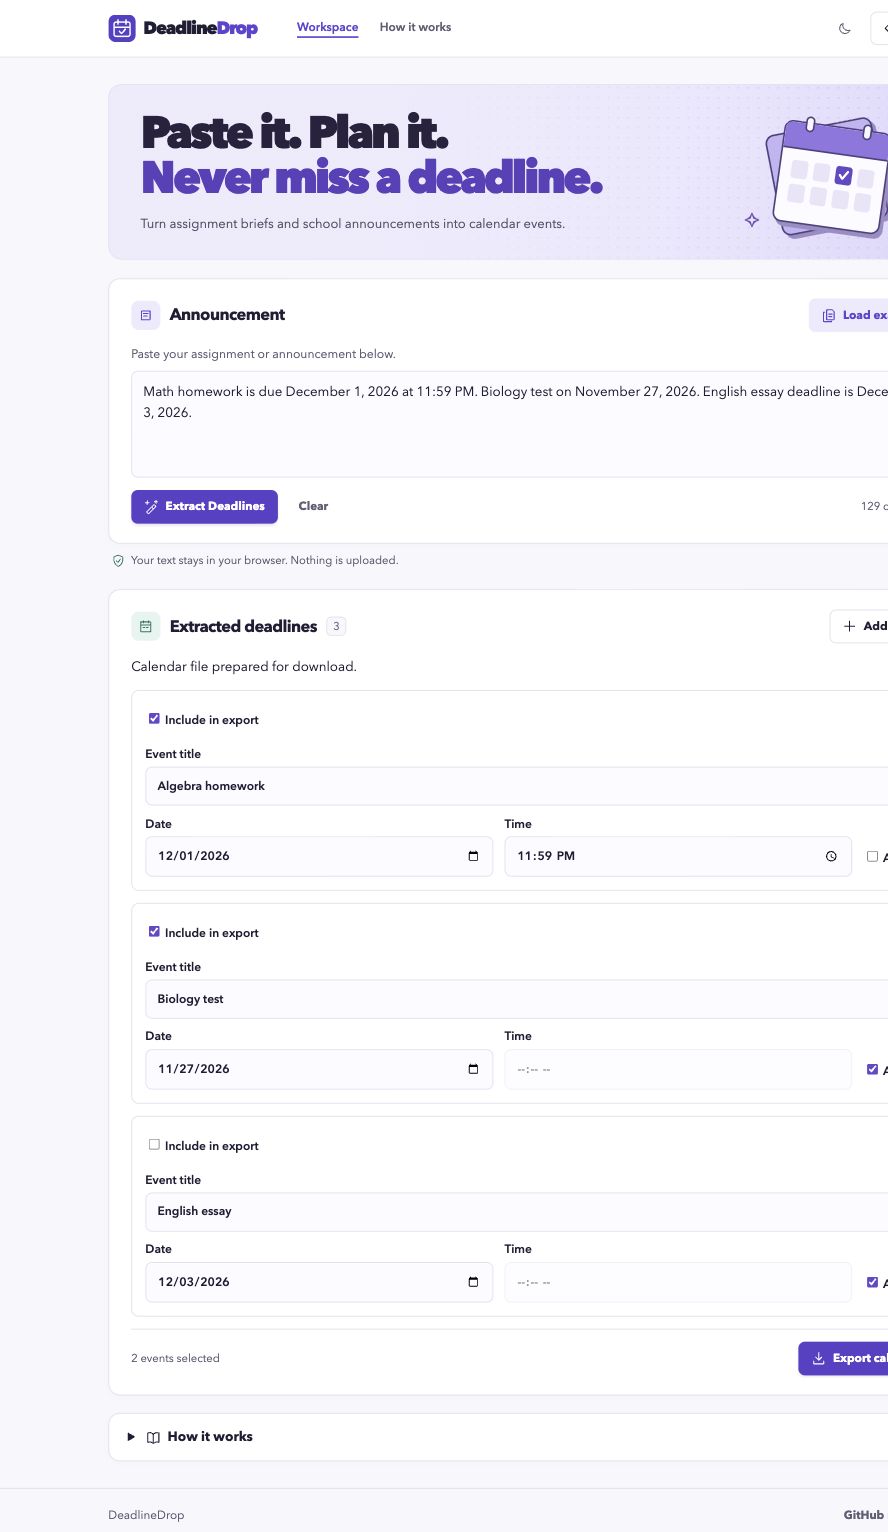 DeadlineDrop
Workspace
How it works
Paste it. Plan it.
Never miss a deadline.
Turn assignment briefs and school announcements into calendar events.
Announcement
Load
Paste your assignment or announcement below.
Math homework is due December 1, 2026 at 11:59 PM. Biology test on November 27, 2026. English essay deadline is Dece
3, 2026.
Extract Deadlines
Clear
129
Your text stays in your browser. Nothing is uploaded.
Extracted deadlines 3
Add
Calendar file prepared for download.
Include in export
Event title
Algebra homework
Date
Time
12/01/2026
11:59 PM
Include in export
Event title
Biology test
Date
Time
11/27/2026
--:-- --
Include in export
Event title
English essay
Date
Time
12/03/2026
--:-- --
2 events selected
Export
How it works
DeadlineDrop
GitHub